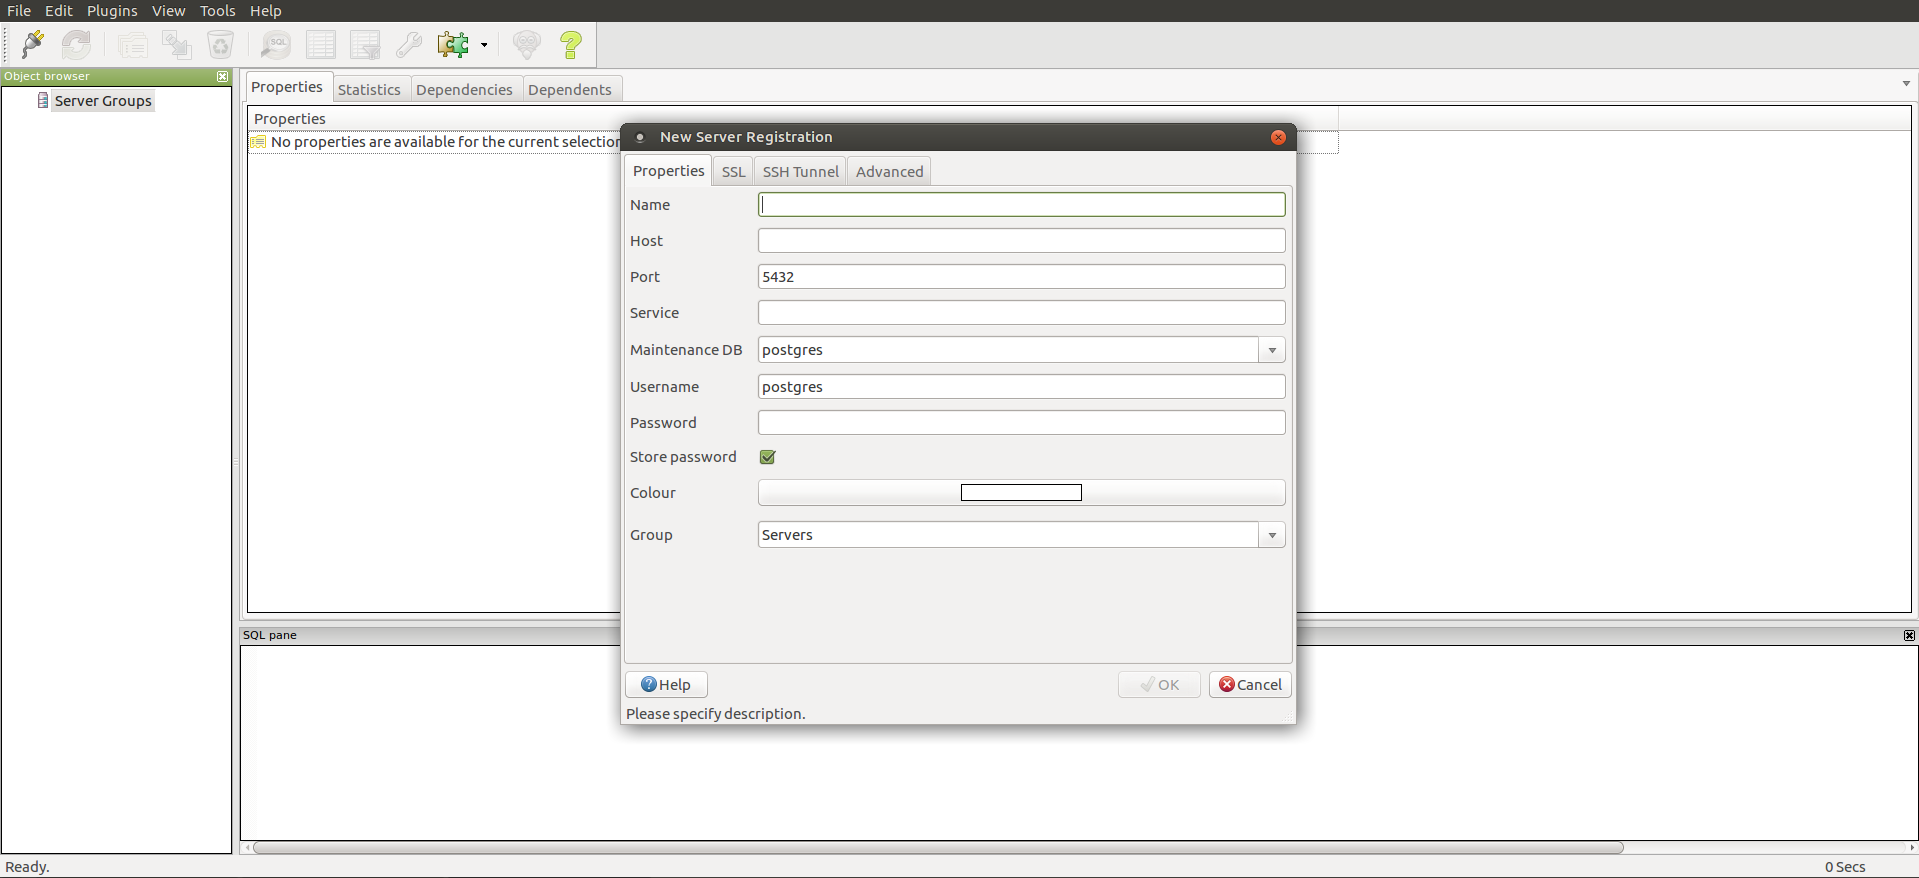 File Edit Plugins View Tools Help
SQL
Object browser
Server Groups
Properties Statistics Dependencies Dependents
Properties
No properties are available for the current selection
New Server Registration
Properties SSL SSH Tunnel Advanced
Name
Host
Port 5432
Service
Maintenance DB postgres
Username postgres
Password
Store password
Colour
Group Servers
Help OK Cancel
Please specify description.
SQL pane
Ready. 0 Secs